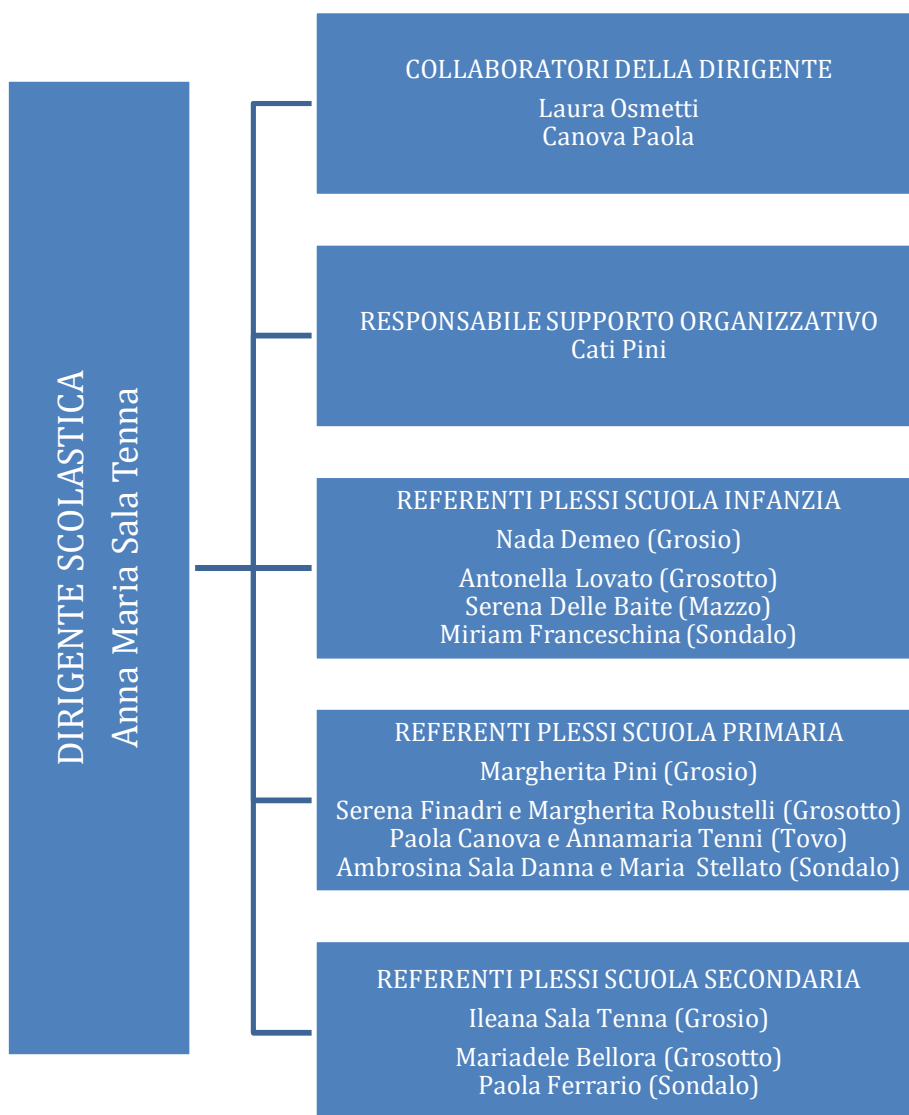 DIRIGENTE SCOLASTICA
Anna Maria Sala Tenna
COLLABORATORI DELLA DIRIGENTE
Laura Osmetti
Canova Paola
RESPONSABILE SUPPORTO ORGANIZZATIVO
Cati Pini
REFERENTI PLESSI SCUOLA INFANZIA
Nada Demeo (Grosio)
Antonella Lovato (Grosotto)
Serena Delle Baite (Mazzo)
Miriam Franceschina (Sondalo)
REFERENTI PLESSI SCUOLA PRIMARIA
Margherita Pini (Grosio)
Serena Finadri e Margherita Robustelli (Grosotto)
Paola Canova e Annamaria Tenni (Tovo)
Ambrosina Sala Danna e Maria Stellato (Sondalo)
REFERENTI PLESSI SCUOLA SECONDARIA
Ileana Sala Tenna (Grosio)
Mariadele Bellora (Grosotto)
Paola Ferrario (Sondalo)